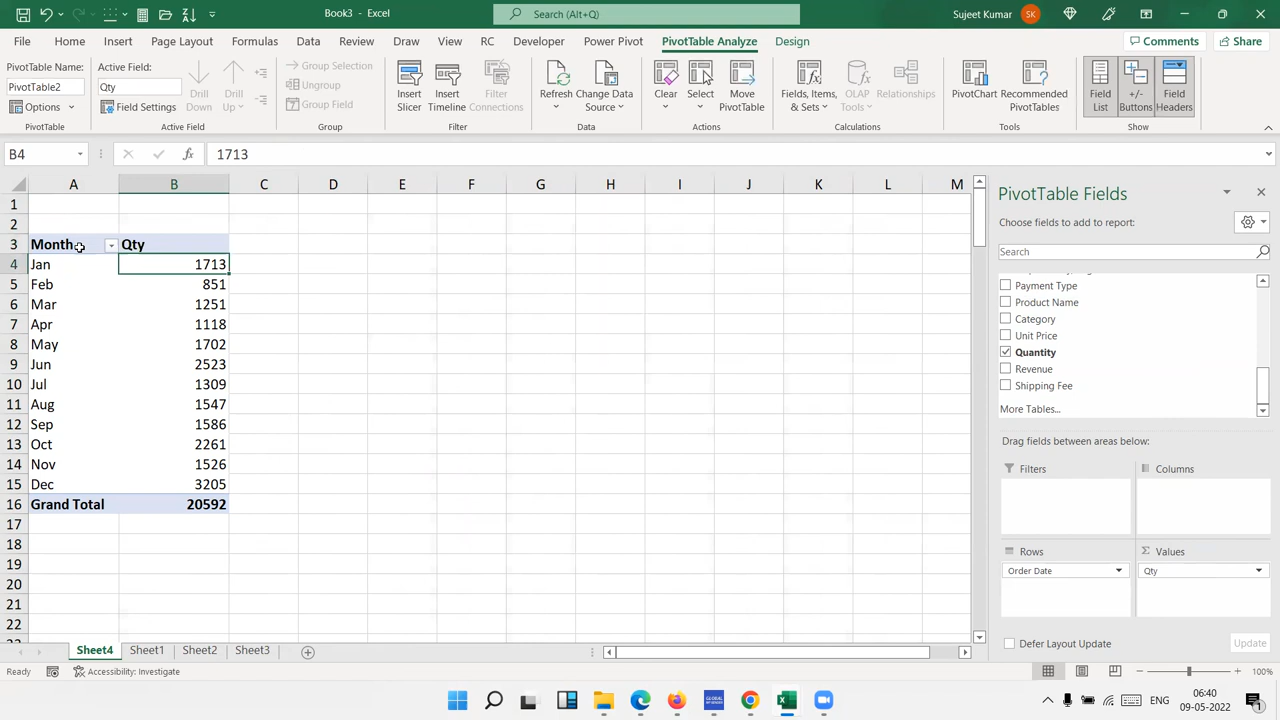 Book3 - Excel
Search (Alt+Q)
Sujeet Kumar
SK
File
Home
Insert
Page Layout
Formulas
Data
Review
View
RC
Developer
Power Pivot
PivotTable Analyze
Design
Comments
Share
PivotTable Name:
PivotTable2
Options
PivotTable
Active Field:
Qty
Field Settings
Drill Down
Drill Up
Active Field
Group Selection
Ungroup
Group Field
Group
Insert Slicer
Insert Timeline
Filter Connections
Filter
Refresh
Change Data Source
Data
Clear
Select
Move PivotTable
Actions
Fields, Items, & Sets
OLAP Tools
Relationships
Calculations
PivotChart
Recommended PivotTables
Tools
Field List
+/- Buttons
Field Headers
Show
B4
fx
1713
A B C D E F G H I J K L M
1
2
3 Month Qty
4 Jan 1713
5 Feb 851
6 Mar 1251
7 Apr 1118
8 May 1702
9 Jun 2523
10 Jul 1309
11 Aug 1547
12 Sep 1586
13 Oct 2261
14 Nov 1526
15 Dec 3205
16 Grand Total 20592
17
18
19
20
21
22
PivotTable Fields
Choose fields to add to report:
Search
Payment Type
Product Name
Category
Unit Price
Quantity
Revenue
Shipping Fee
More Tables...
Drag fields between areas below:
Filters
Columns
Rows
Order Date
Σ Values
Qty
Defer Layout Update
Update
Sheet4 Sheet1 Sheet2 Sheet3
Ready
Accessibility: Investigate
100%
ENG
06:40
09-05-2022